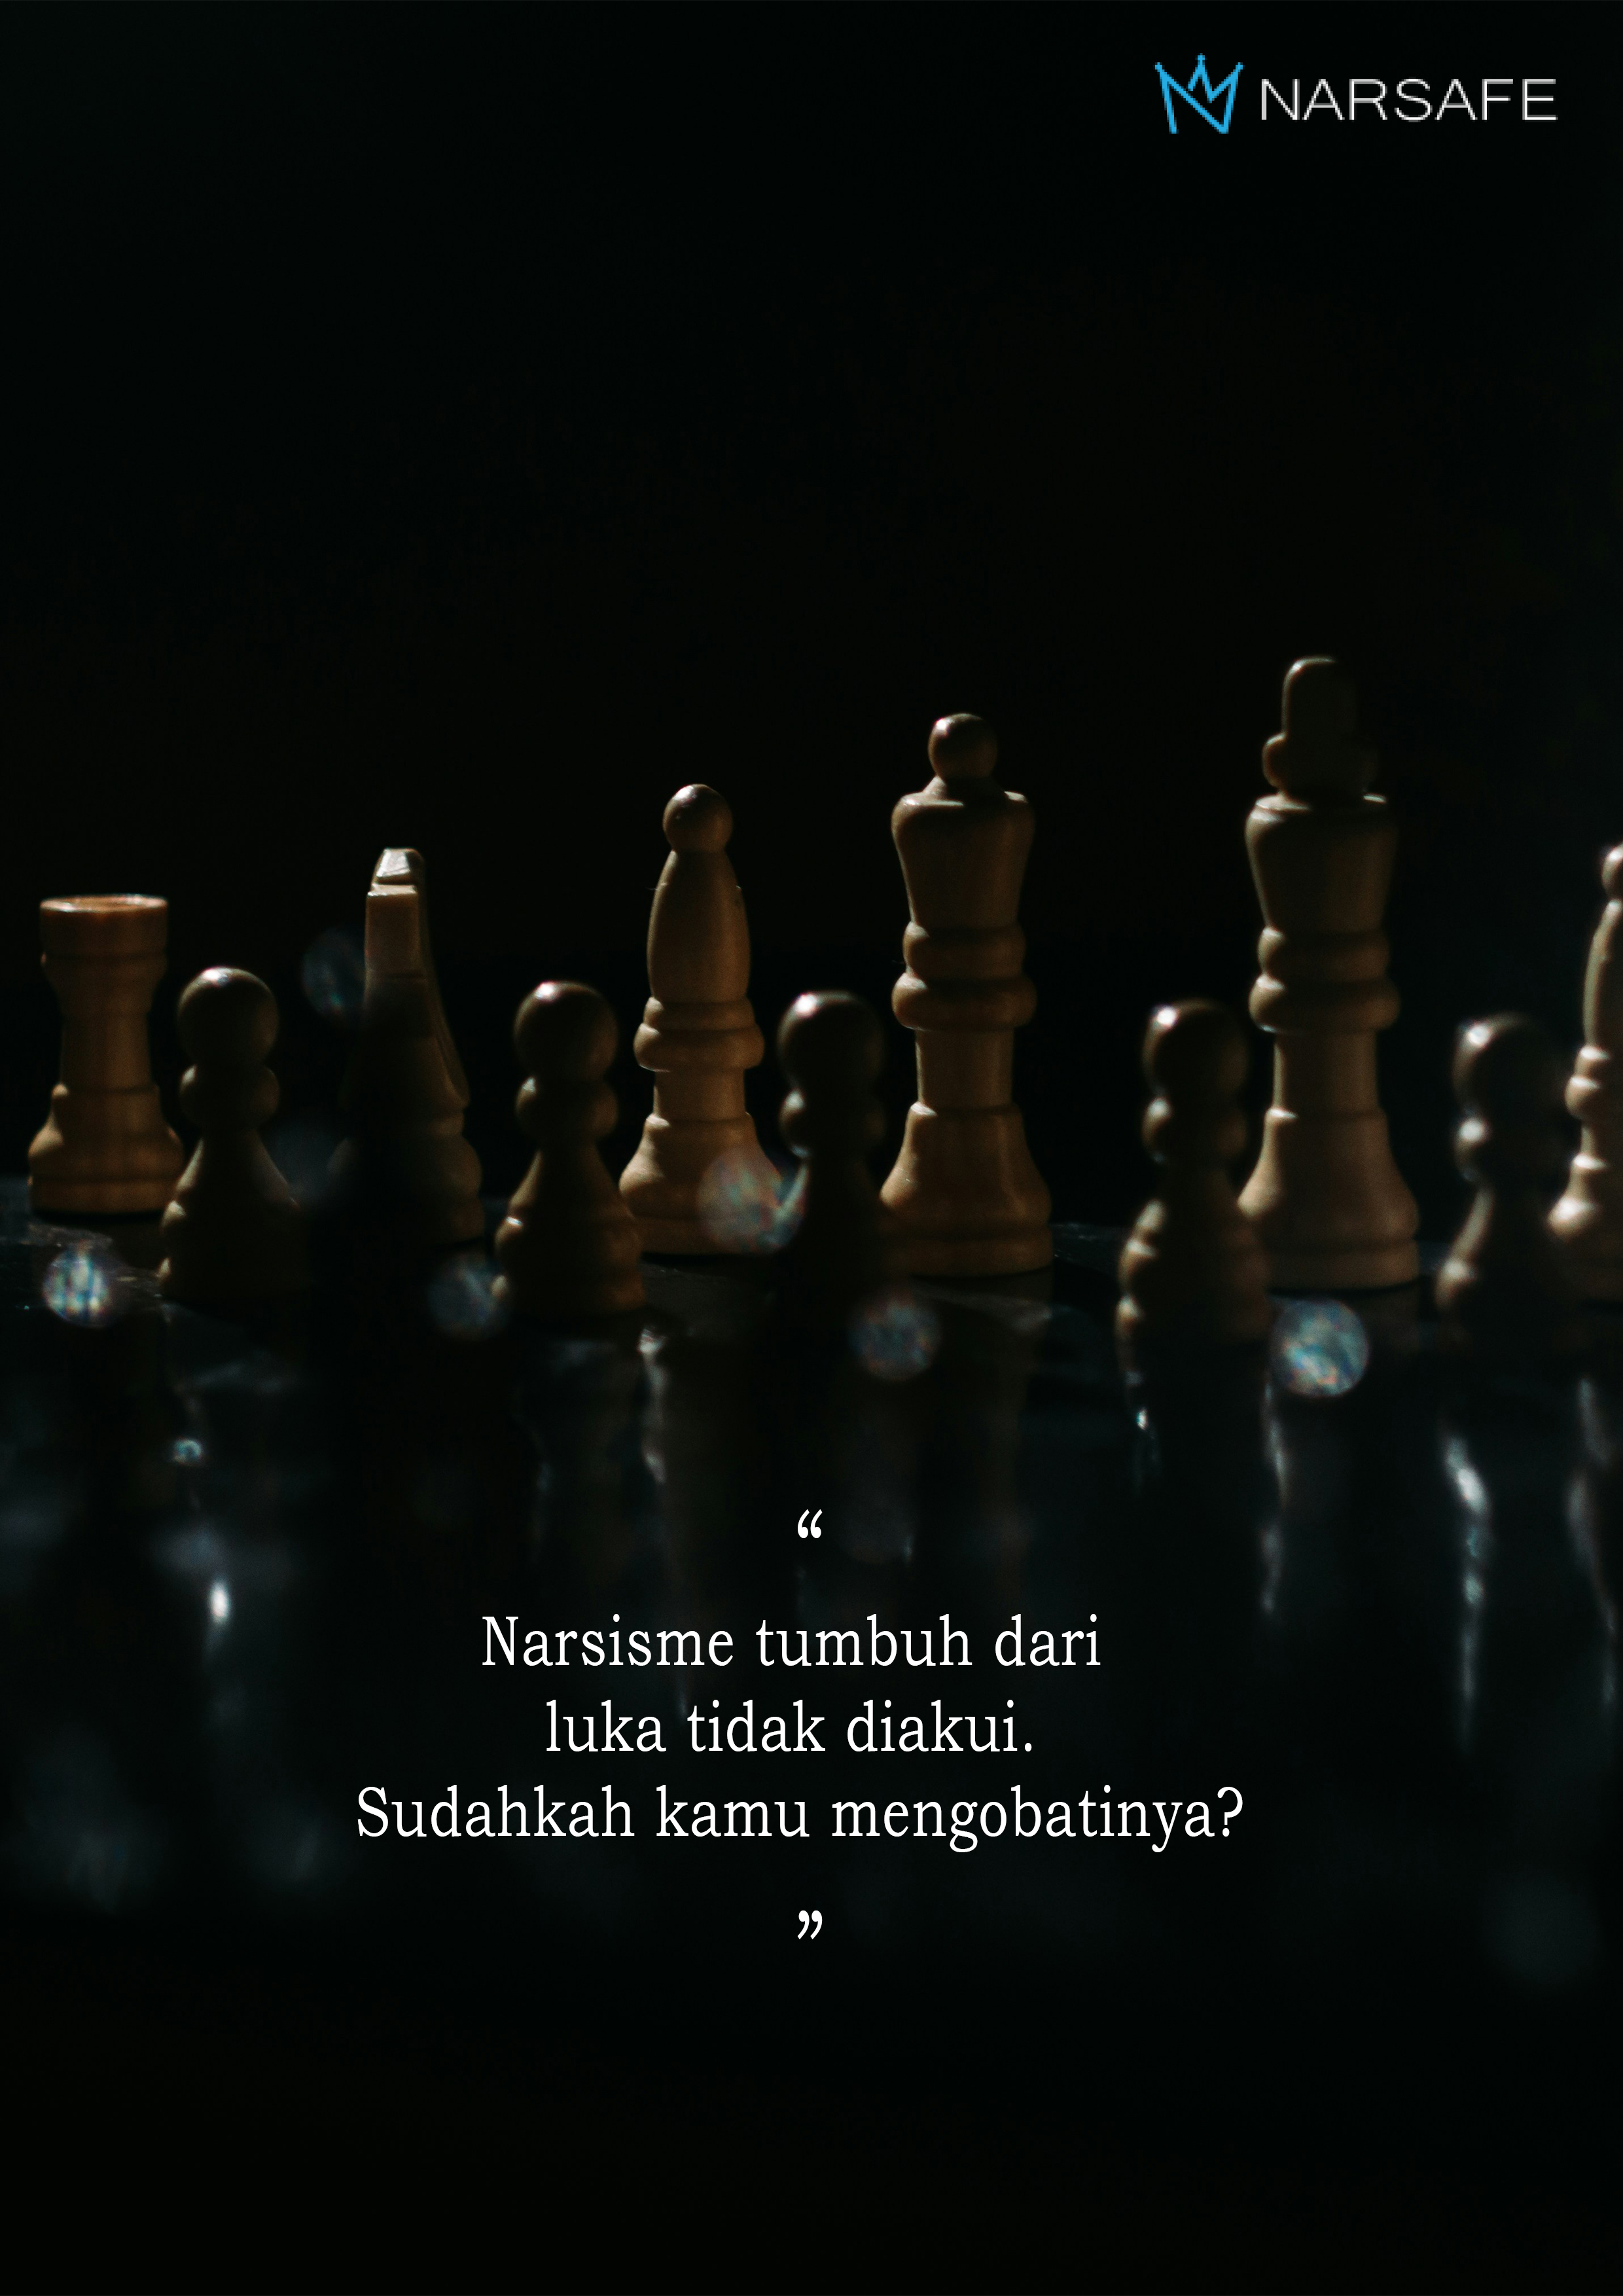 NARSAFE
“
Narsisme tumbuh dari
luka tidak diakui.
Sudahkah kamu mengobatinya?
”